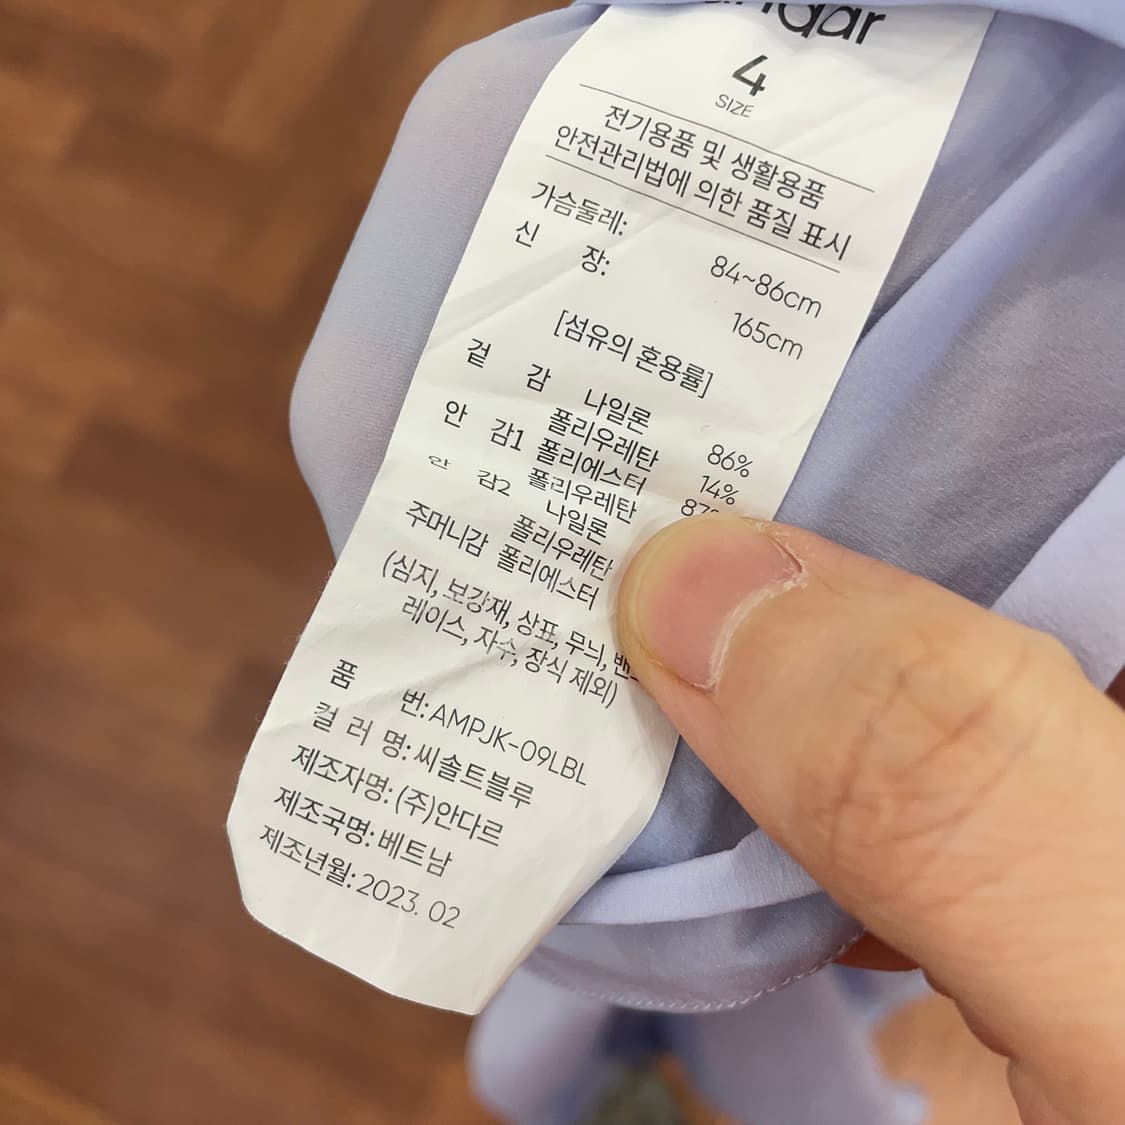 4
SIZE
전기용품 및 생활용품
안전관리법에 의한 품질 표시
가슴둘레: 84~86cm
신 장: 165cm
[섬유의 혼용률]
겉 감 나일론 86%
폴리우레탄 14%
안 감1 폴리에스터
폴리우레탄
안 감2 나일론
폴리우레탄
주머니감 폴리에스터
(심지, 보강재, 상표, 무늬,
레이스, 자수, 장식 제외)
품 번: AMPJK-09LBL
컬 러 명: 씨솔트블루
제조자명: (주)안다르
제조국명: 베트남
제조년월: 2023. 02